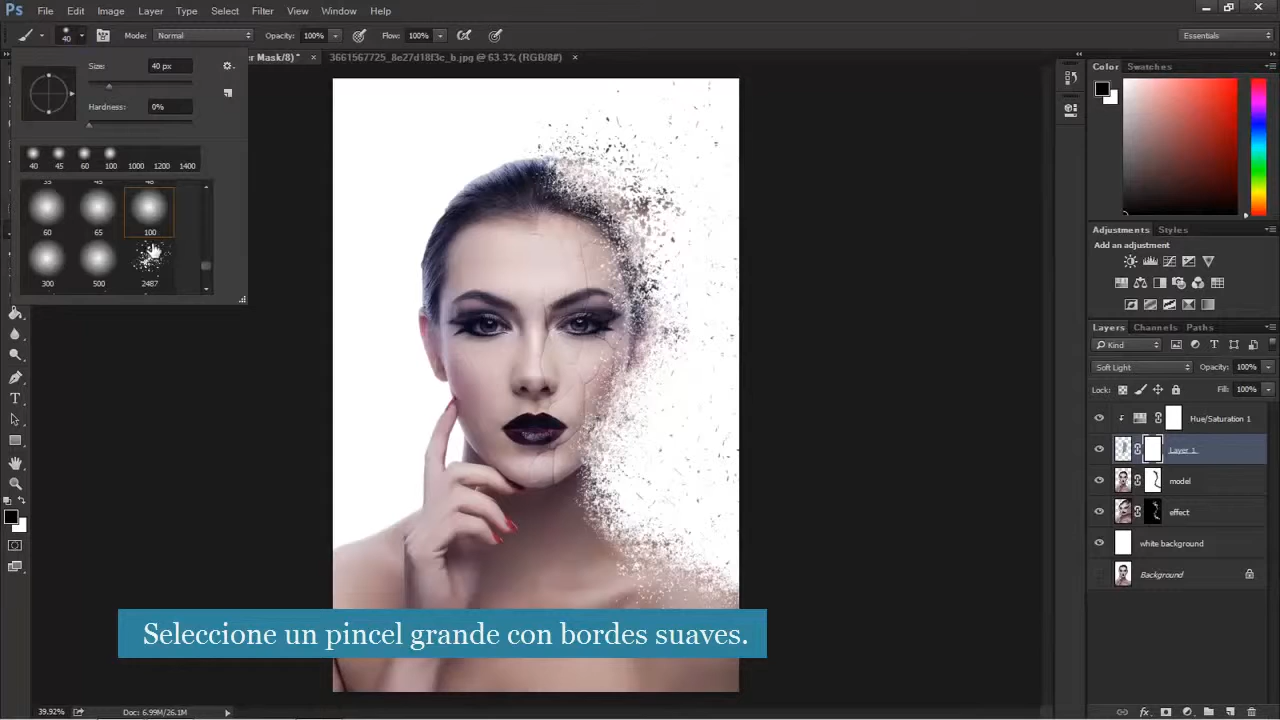 Ps File Edit Image Layer Type Select Filter View Window Help
40 Mode: Normal Opacity: 100% Flow: 100% Essentials
er Mask/8) * × 3661567725_8e27d18f3c_b.jpg @ 63.3% (RGB/8#) ×
Size: 40 px
Hardness: 0%
40 45 60 100 1000 1200 1400
60 65 100
300 500 2487
Color Swatches
Adjustments Styles
Add an adjustment
Layers Channels Paths
Kind
Soft Light Opacity: 100%
Lock: Fill: 100%
Hue/Saturation 1
Layer 1
model
effect
white background
Background
Seleccione un pincel grande con bordes suaves.
39.92% Doc: 6.99M/26.1M